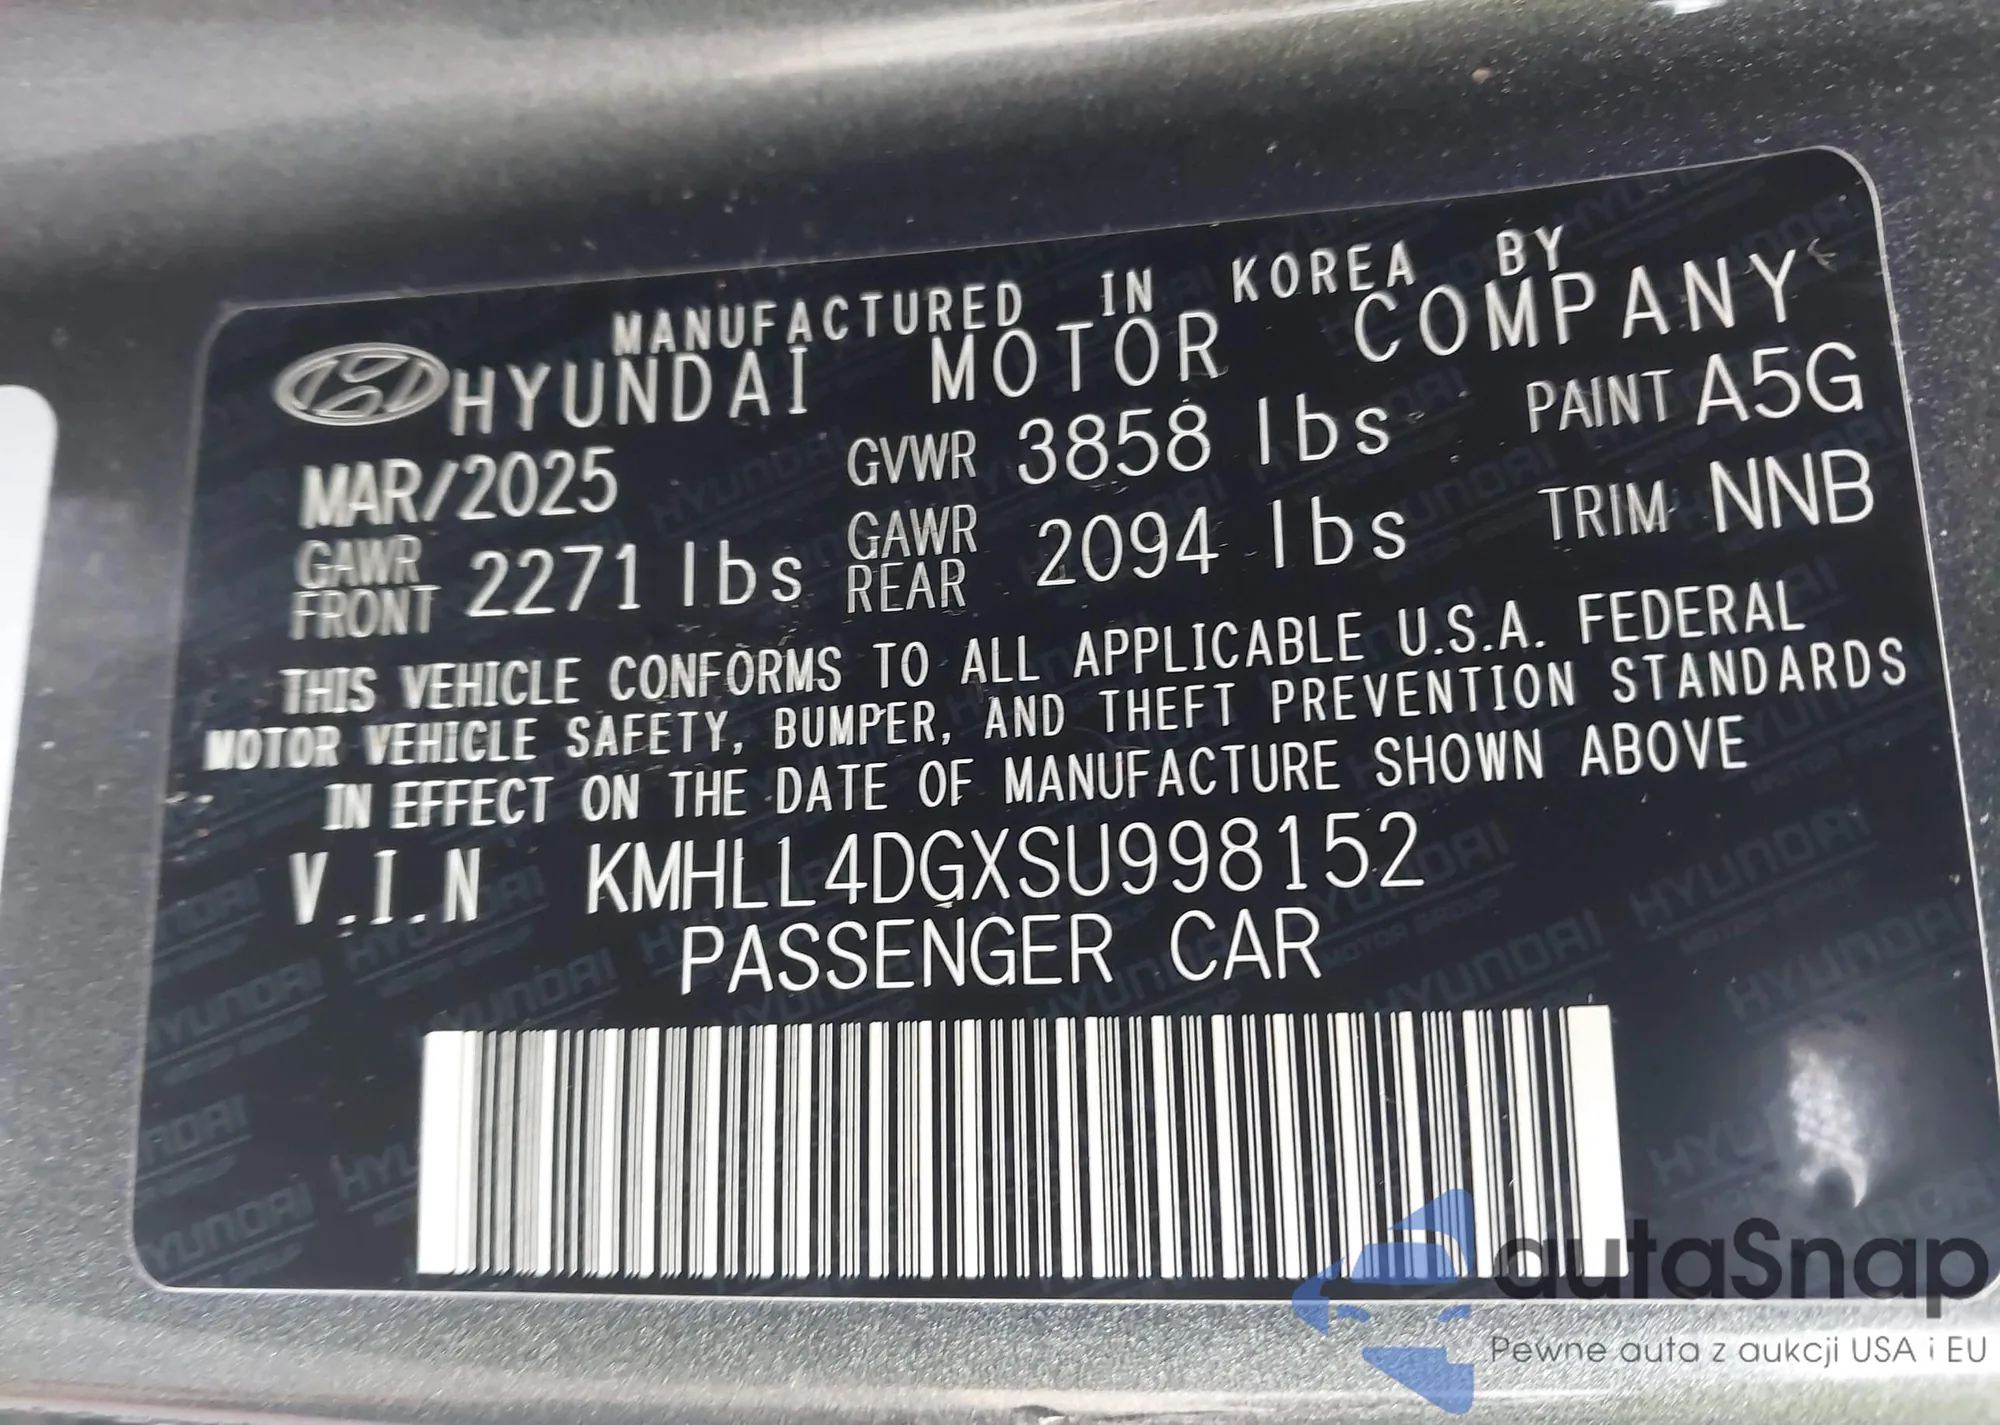 MANUFACTURED IN KOREA BY
HYUNDAI MOTOR COMPANY
MAR/2025 GVWR 3858 lbs PAINT A5G
GAWR FRONT 2271 lbs GAWR REAR 2094 lbs TRIM NNB
THIS VEHICLE CONFORMS TO ALL APPLICABLE U.S.A. FEDERAL
MOTOR VEHICLE SAFETY, BUMPER, AND THEFT PREVENTION STANDARDS
IN EFFECT ON THE DATE OF MANUFACTURE SHOWN ABOVE
V.I.N KMHLL4DGXSU998152
PASSENGER CAR
autaSnap
Pewne auta z aukcji USA i EU